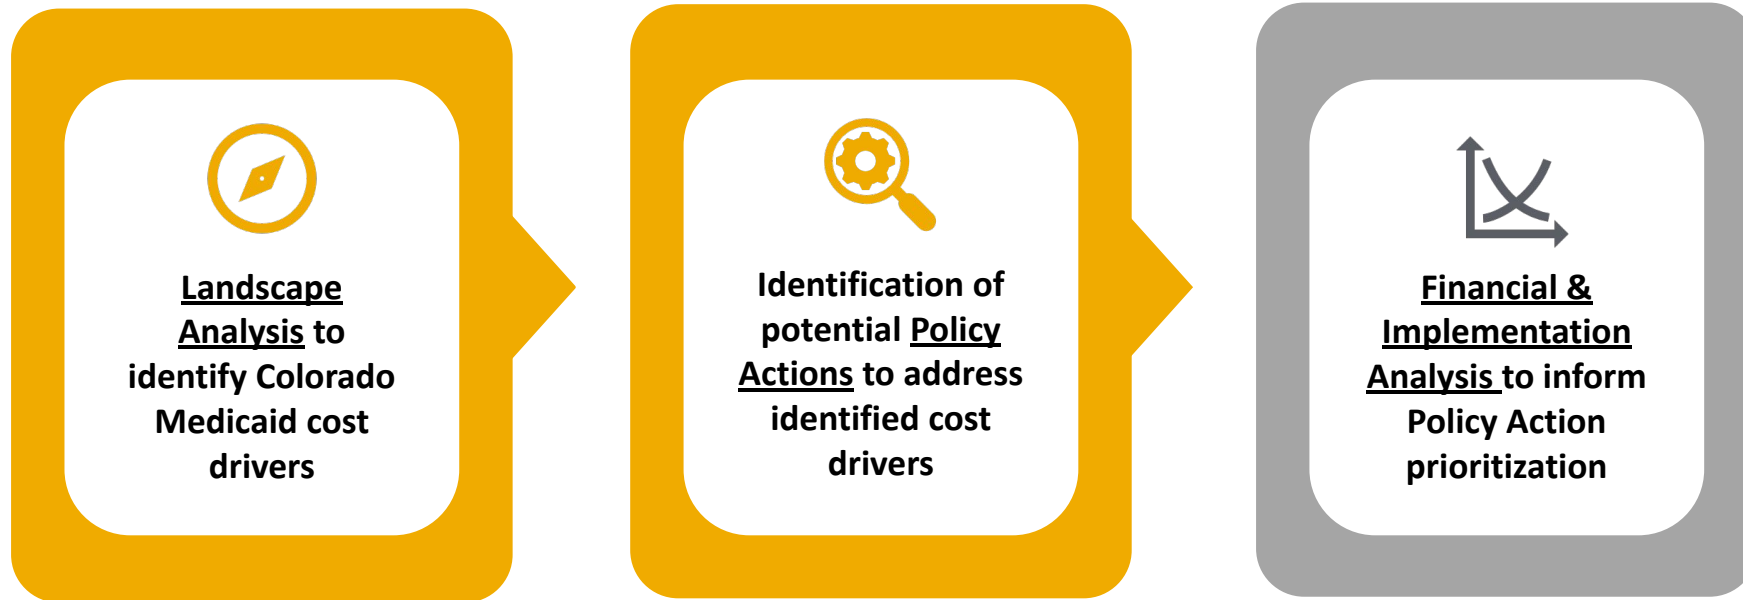 Landscape
Analysis to
identify Colorado
Medicaid cost
drivers
Identification of
potential Policy
Actions to address
identified cost
drivers
Financial &
Implementation
Analysis to inform
Policy Action
prioritization